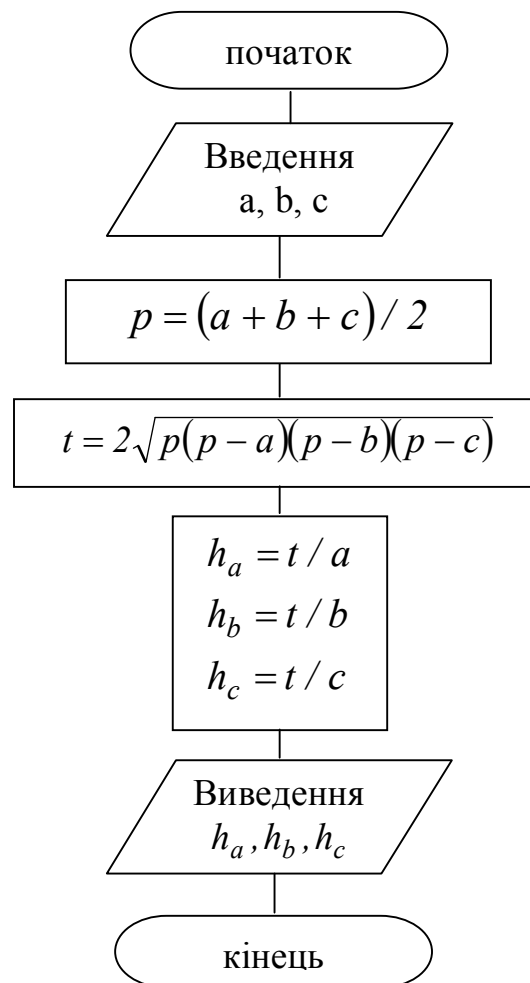 початок
Введення
a, b, c
p = (a + b + c) / 2
t = 2√p(p − a)(p − b)(p − c)
h_a = t / a
h_b = t / b
h_c = t / c
Виведення
h_a, h_b, h_c
кінець